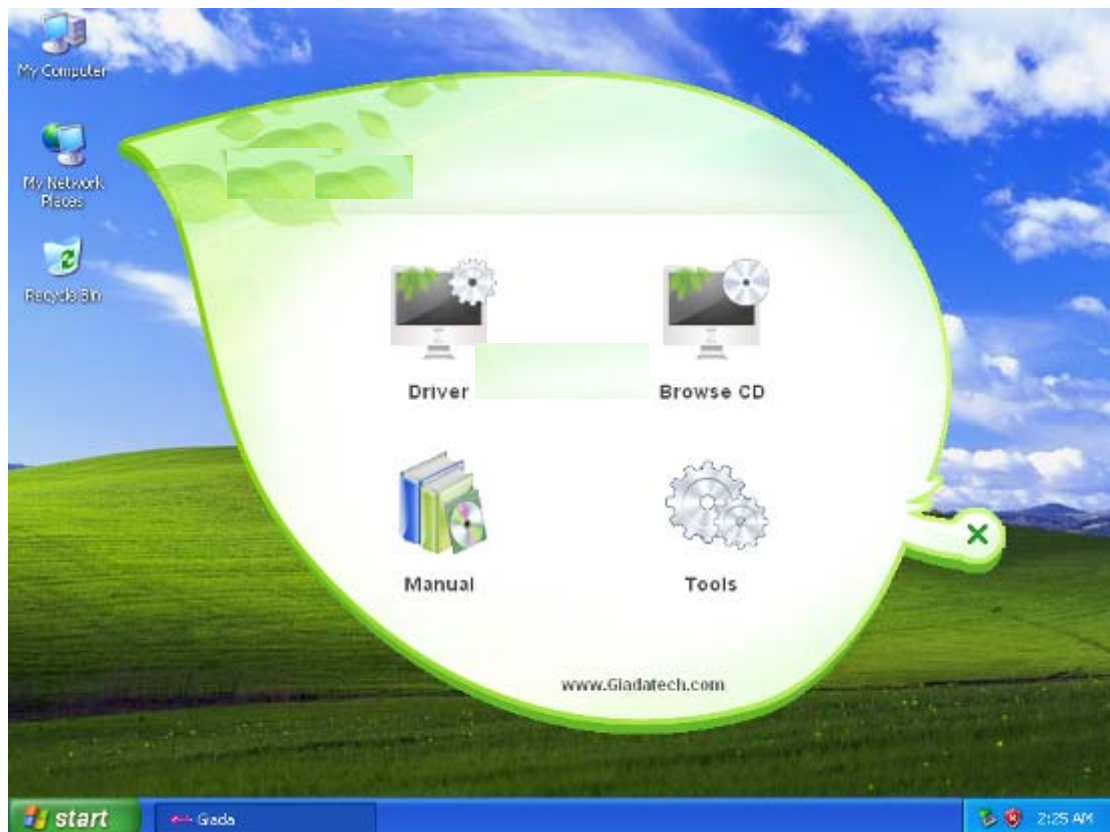 My Computer
My Network
Places
Recycle Bin
Driver
Browse CD
Manual
Tools
www.Giadatech.com
start
Giada
2:25 AM